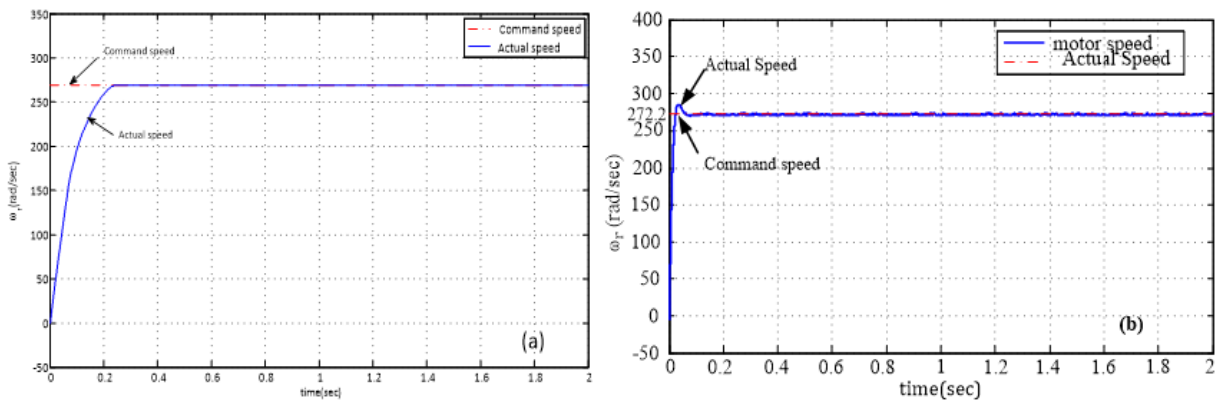 350
300
250
200
150
100
50
0
-50
ωr(rad/sec)
Command speed
Actual speed
Command speed
Actual speed
(a)
0 0.2 0.4 0.6 0.8 1 1.2 1.4 1.6 1.8 2
time(sec)
400
350
300
272.2
250
200
150
100
50
0
-50
ωr (rad/sec)
motor speed
Actual Speed
Actual Speed
Command speed
(b)
0 0.2 0.4 0.6 0.8 1 1.2 1.4 1.6 1.8 2
time(sec)